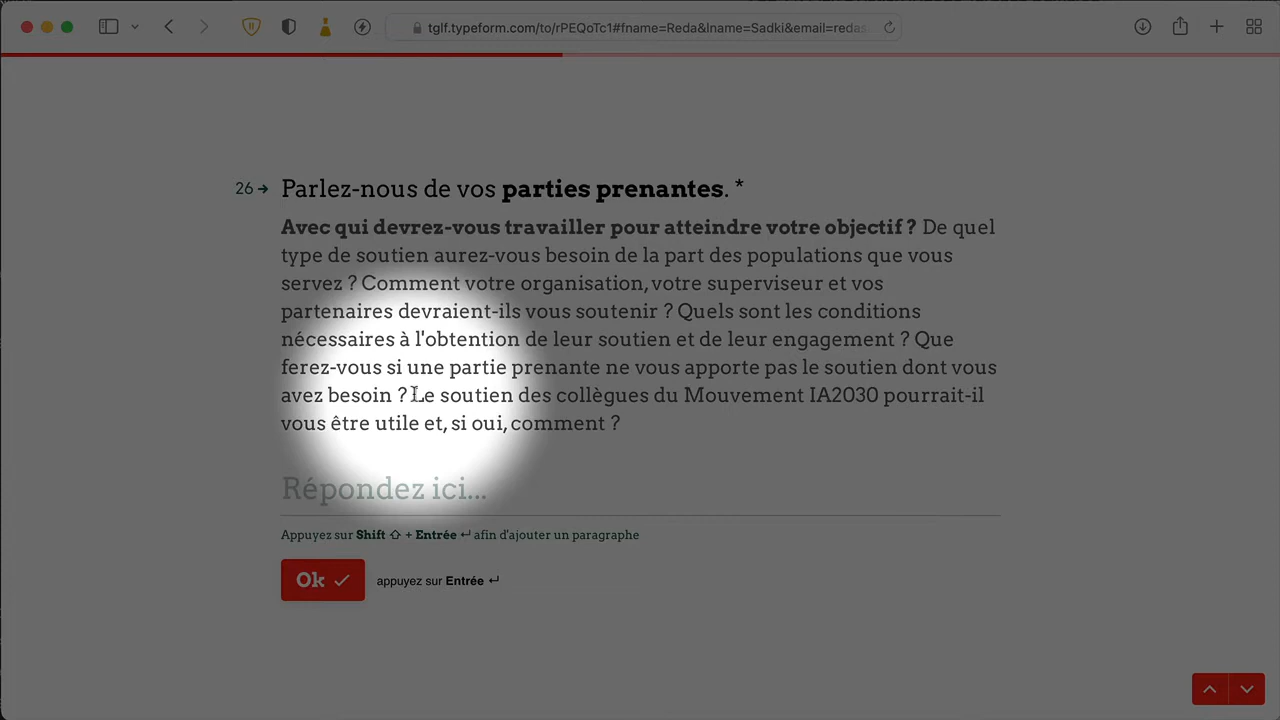 tglf.typeform.com/to/rPEQoTc1#fname=Reda&lname=Sadki&email=redas
26 → Parlez-nous de vos parties prenantes. *
Avec qui devrez-vous travailler pour atteindre votre objectif ? De quel
type de soutien aurez-vous besoin de la part des populations que vous
servez ? Comment votre organisation, votre superviseur et vos
partenaires devraient-ils vous soutenir ? Quels sont les conditions
nécessaires à l'obtention de leur soutien et de leur engagement ? Que
ferez-vous si une partie prenante ne vous apporte pas le soutien dont vous
avez besoin ? Le soutien des collègues du Mouvement IA2030 pourrait-il
vous être utile et, si oui, comment ?
Répondez ici...
Appuyez sur Shift ⇧ + Entrée ↵ afin d'ajouter un paragraphe
Ok ✓ appuyez sur Entrée ↵